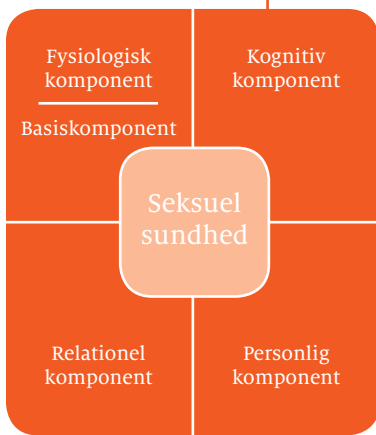 Fysiologisk
komponent
Basiskomponent
Kognitiv
komponent
Seksuel
sundhed
Relationel
komponent
Personlig
komponent